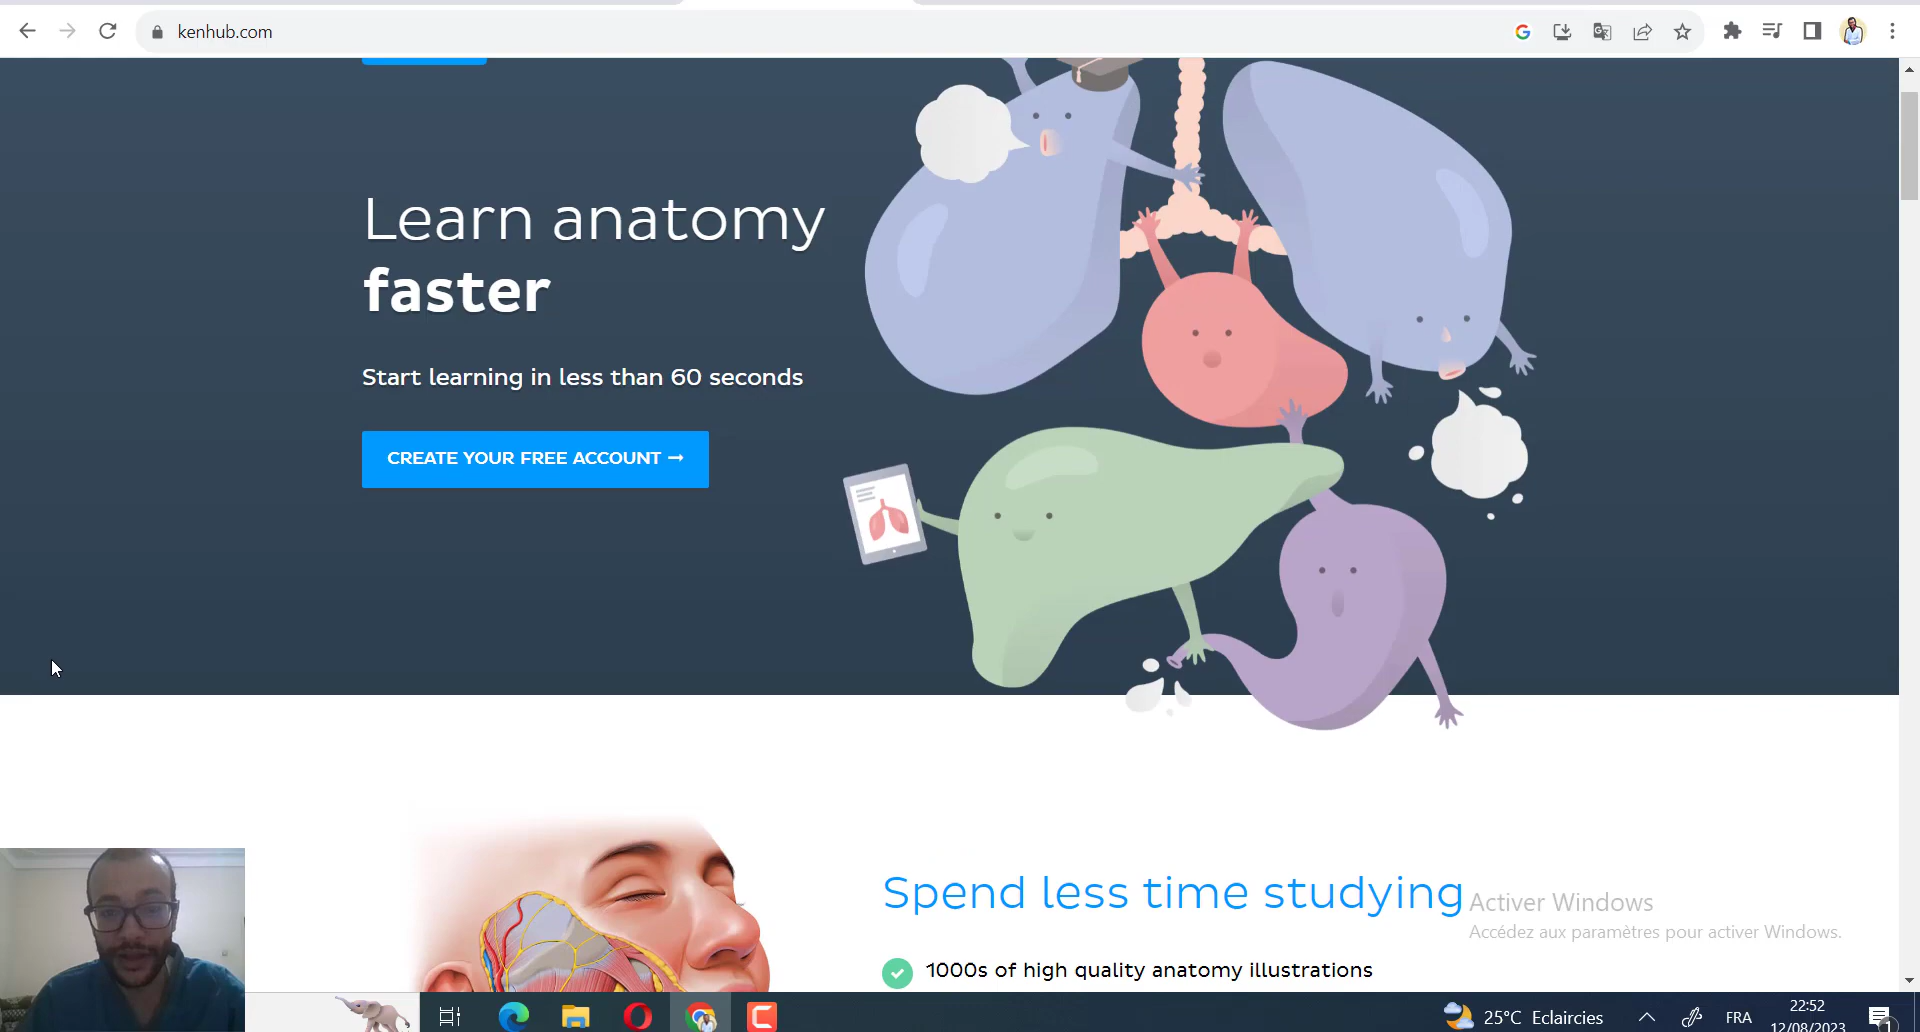 kenhub.com
Learn anatomy
faster
Start learning in less than 60 seconds
CREATE YOUR FREE ACCOUNT →
Spend less time studying
1000s of high quality anatomy illustrations
Activer Windows
Accédez aux paramètres pour activer Windows.
25°C Eclaircies
FRA
22:52
12/08/2023
1